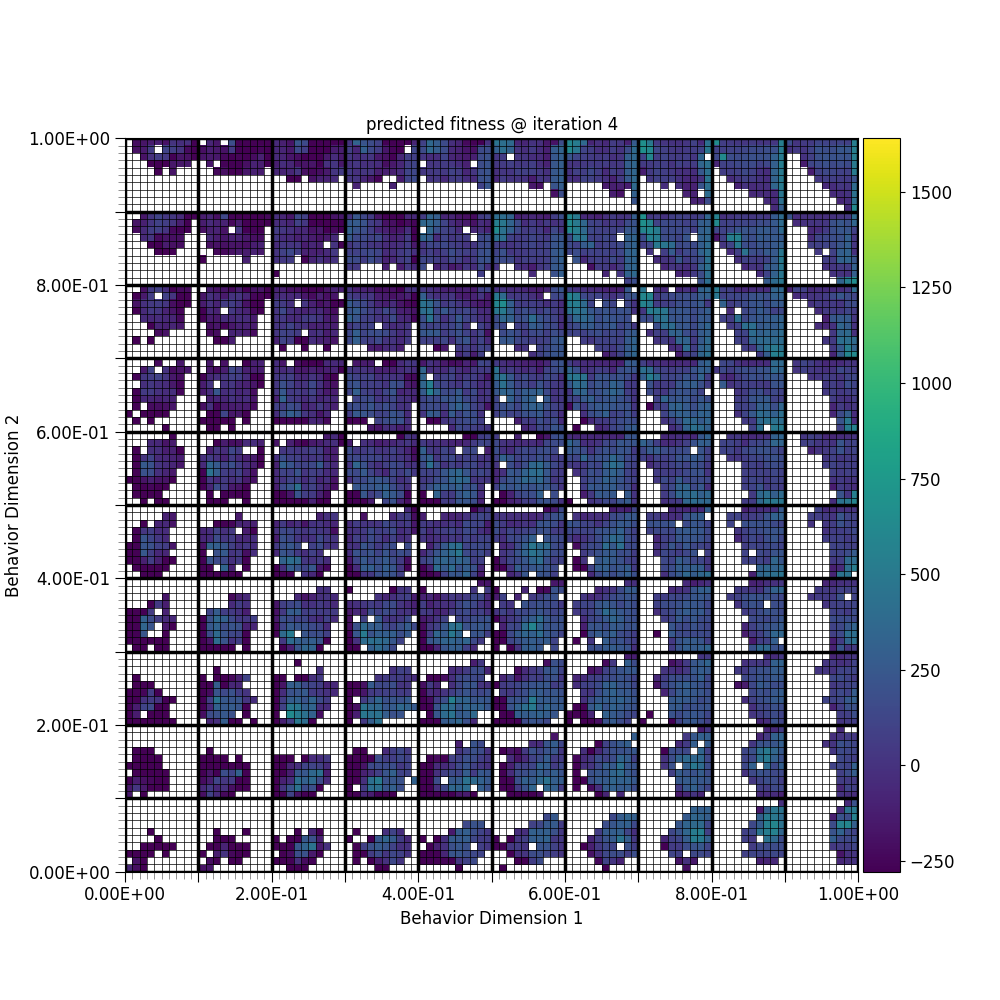 predicted fitness @ iteration 4
1.00E+00
8.00E-01
6.00E-01
4.00E-01
2.00E-01
0.00E+00
Behavior Dimension 2
0.00E+00 2.00E-01 4.00E-01 6.00E-01 8.00E-01 1.00E+00
Behavior Dimension 1
1500
1250
1000
750
500
250
0
−250